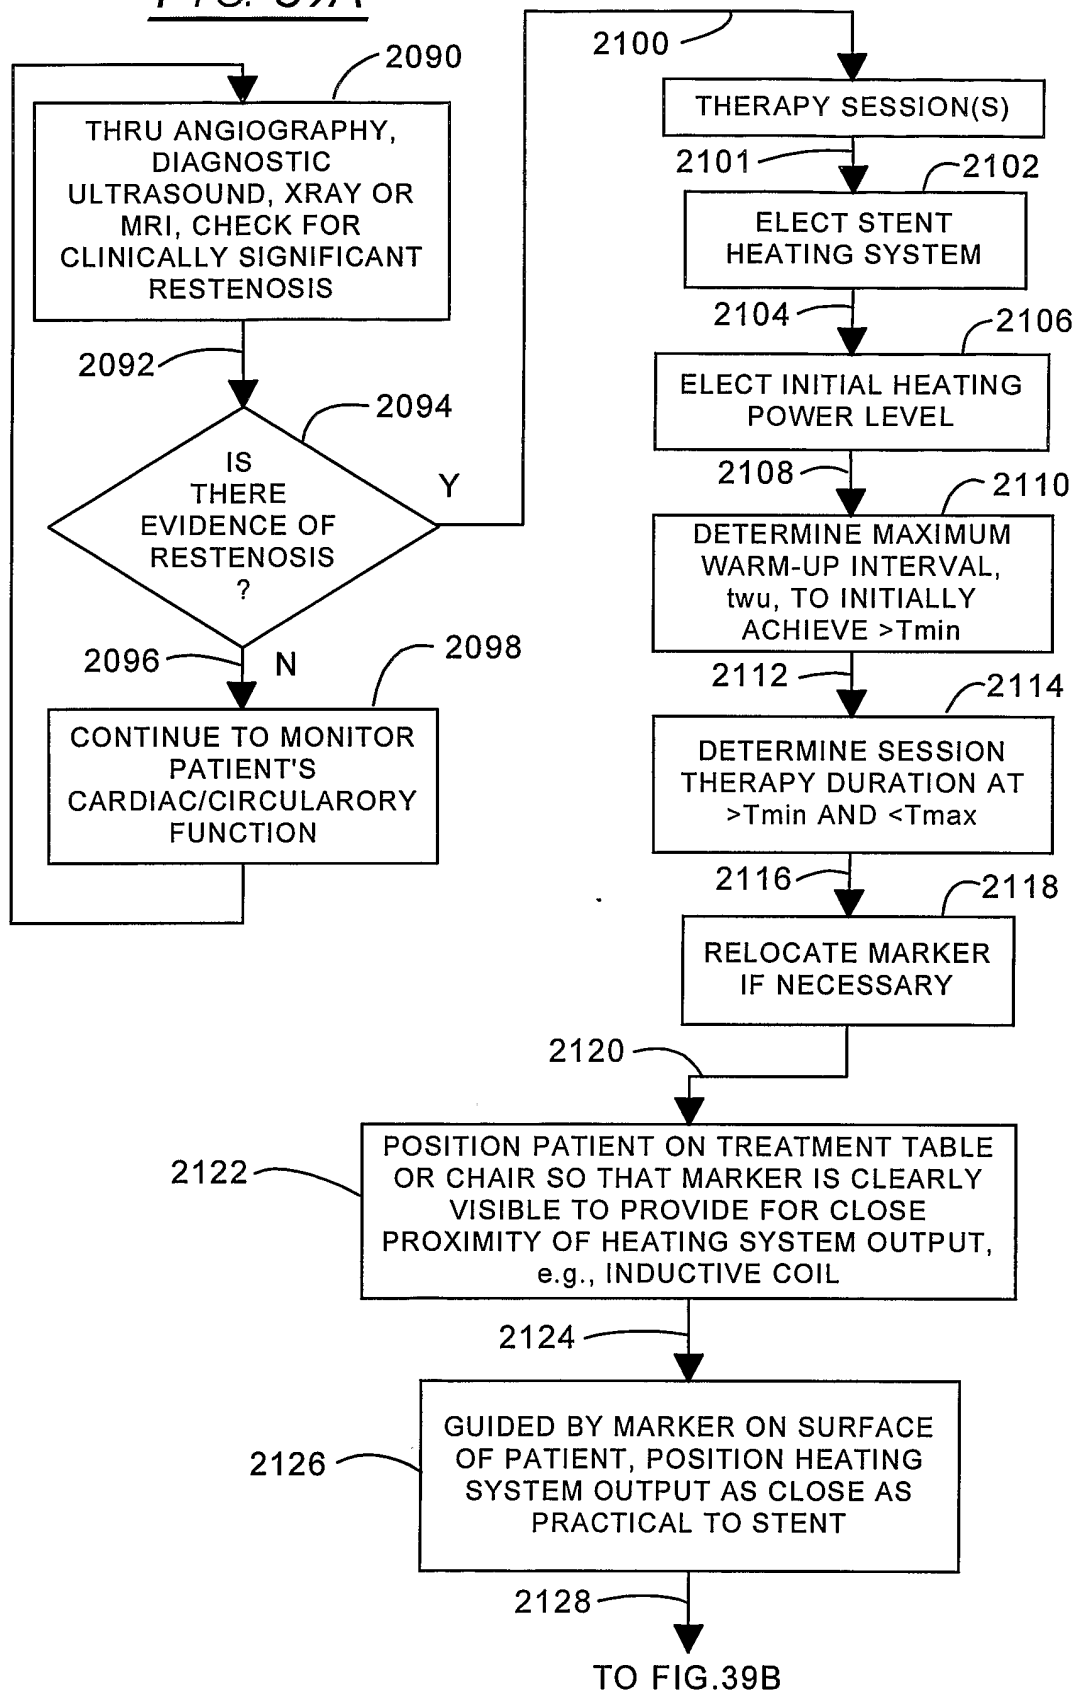 2090
THRU ANGIOGRAPHY,
DIAGNOSTIC
ULTRASOUND, XRAY OR
MRI, CHECK FOR
CLINICALLY SIGNIFICANT
RESTENOSIS
2092
2094
IS
THERE
EVIDENCE OF
RESTENOSIS
?
Y
2096
N
2098
CONTINUE TO MONITOR
PATIENT'S
CARDIAC/CIRCULARORY
FUNCTION
2100
THERAPY SESSION(S)
2101
2102
ELECT STENT
HEATING SYSTEM
2104
2106
ELECT INITIAL HEATING
POWER LEVEL
2108
2110
DETERMINE MAXIMUM
WARM-UP INTERVAL,
twu, TO INITIALLY
ACHIEVE >Tmin
2112
2114
DETERMINE SESSION
THERAPY DURATION AT
>Tmin AND <Tmax
2116
2118
RELOCATE MARKER
IF NECESSARY
2120
2122
POSITION PATIENT ON TREATMENT TABLE
OR CHAIR SO THAT MARKER IS CLEARLY
VISIBLE TO PROVIDE FOR CLOSE
PROXIMITY OF HEATING SYSTEM OUTPUT,
e.g., INDUCTIVE COIL
2124
2126
GUIDED BY MARKER ON SURFACE
OF PATIENT, POSITION HEATING
SYSTEM OUTPUT AS CLOSE AS
PRACTICAL TO STENT
2128
TO FIG.39B